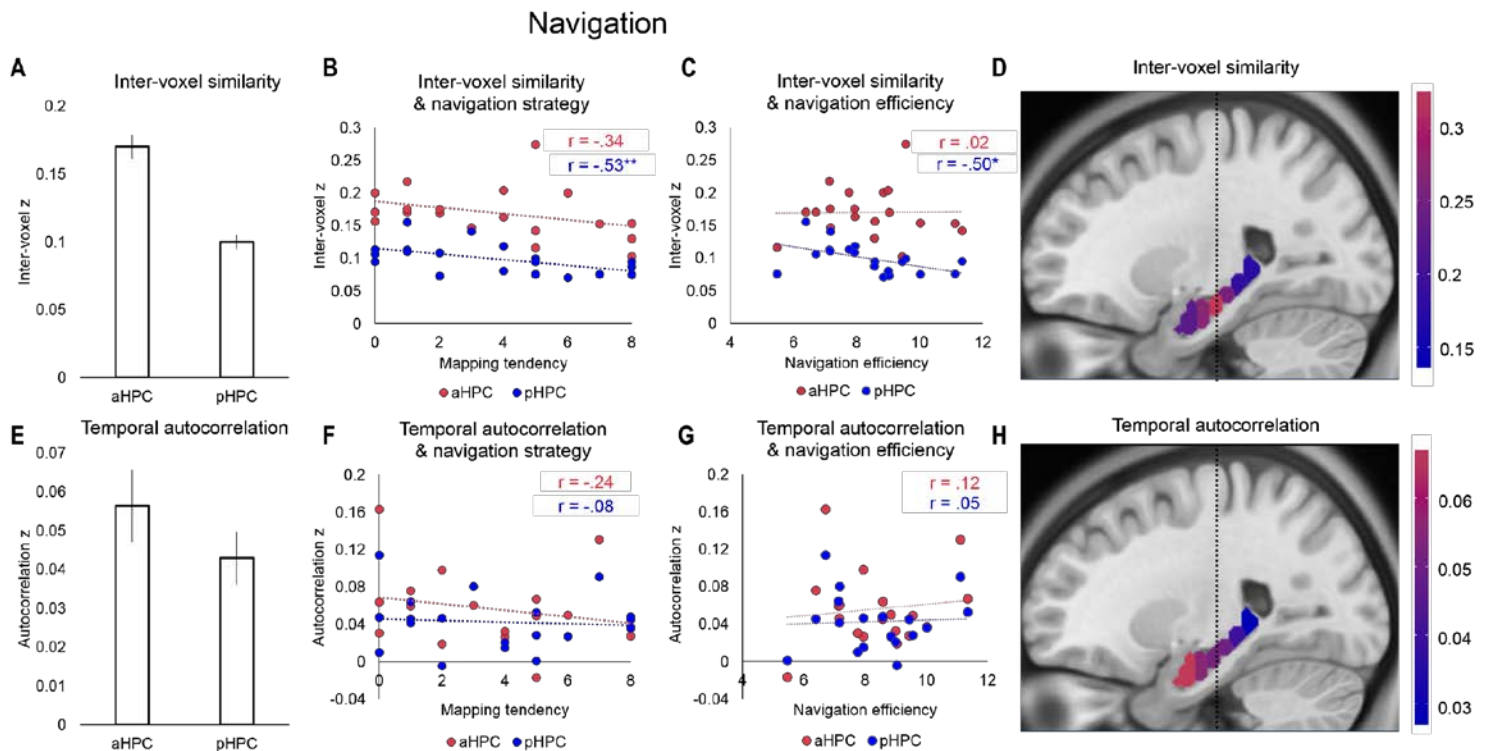 Navigation
A
Inter-voxel similarity
0.2
0.15
0.1
0.05
0
Inter-voxel z
aHPC pHPC
B
Inter-voxel similarity
& navigation strategy
r = -.34
r = -.53**
0.3
0.25
0.2
0.15
0.1
0.05
0
Inter-voxel z
0 2 4 6 8
Mapping tendency
aHPC pHPC
C
Inter-voxel similarity
& navigation efficiency
r = .02
r = -.50*
0.3
0.25
0.2
0.15
0.1
0.05
0
Inter-voxel z
4 6 8 10 12
Navigation efficiency
aHPC pHPC
D
Inter-voxel similarity
0.3
0.25
0.2
0.15
E
Temporal autocorrelation
0.07
0.06
0.05
0.04
0.03
0.02
0.01
0
Autocorrelation z
aHPC pHPC
F
Temporal autocorrelation
& navigation strategy
r = -.24
r = -.08
0.2
0.16
0.12
0.08
0.04
0
-0.04
Autocorrelation z
0 2 4 6 8
Mapping tendency
aHPC pHPC
G
Temporal autocorrelation
& navigation efficiency
r = .12
r = .05
0.2
0.16
0.12
0.08
0.04
0
-0.04
Autocorrelation z
4 6 8 10 12
Navigation efficiency
aHPC pHPC
H
Temporal autocorrelation
0.06
0.05
0.04
0.03